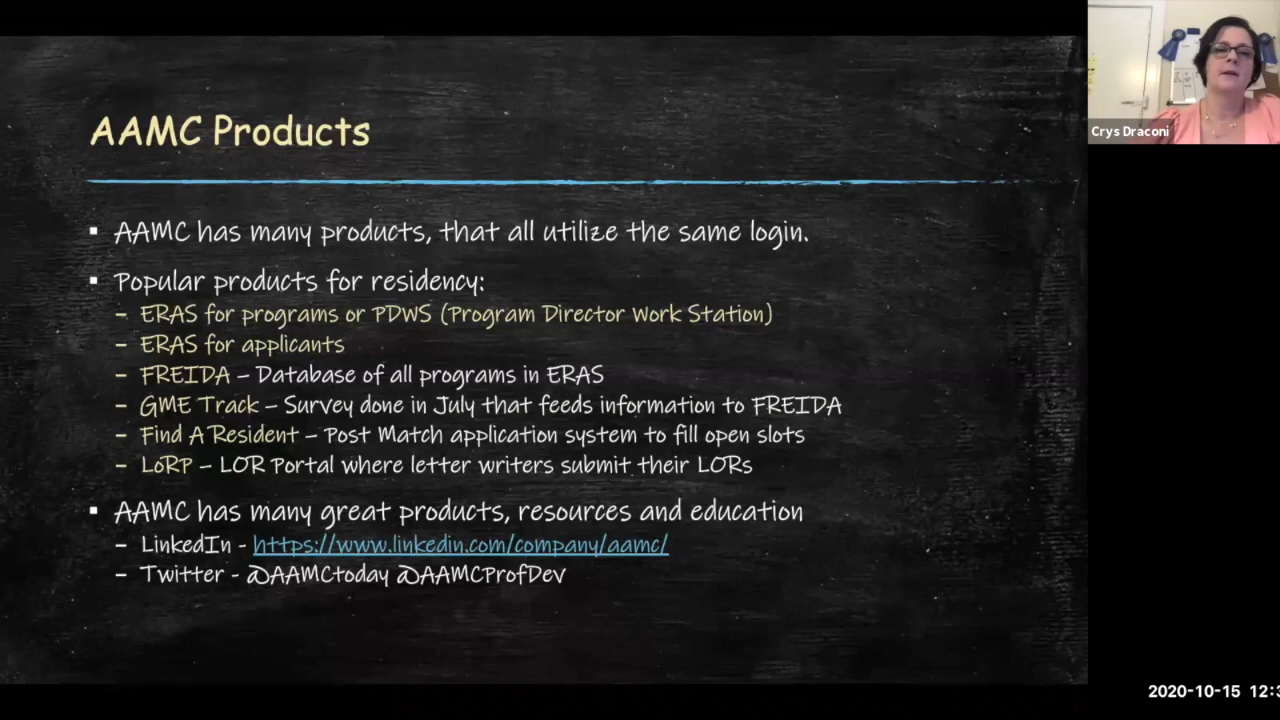 AAMC Products
▪ AAMC has many products, that all utilize the same login.
▪ Popular products for residency:
– ERAS for programs or PDWS (Program Director Work Station)
– ERAS for applicants
– FREIDA – Database of all programs in ERAS
– GME Track – Survey done in July that feeds information to FREIDA
– Find A Resident – Post Match application system to fill open slots
– LoRP – LOR Portal where letter writers submit their LORs
▪ AAMC has many great products, resources and education
– LinkedIn - https://www.linkedin.com/company/aamc/
– Twitter - @AAMCtoday @AAMCProfDev
Crys Draconi
2020-10-15 12:3